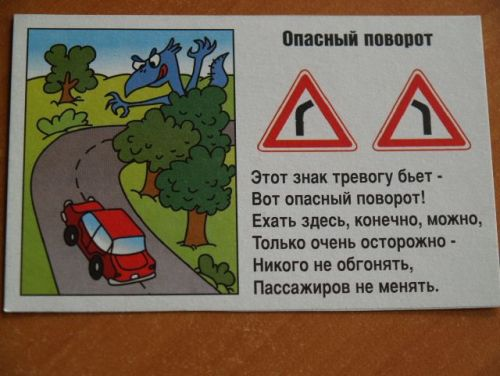 Опасный поворот
Этот знак тревогу бьет -
Вот опасный поворот!
Ехать здесь, конечно, можно,
Только очень осторожно -
Никого не обгонять,
Пассажиров не менять.